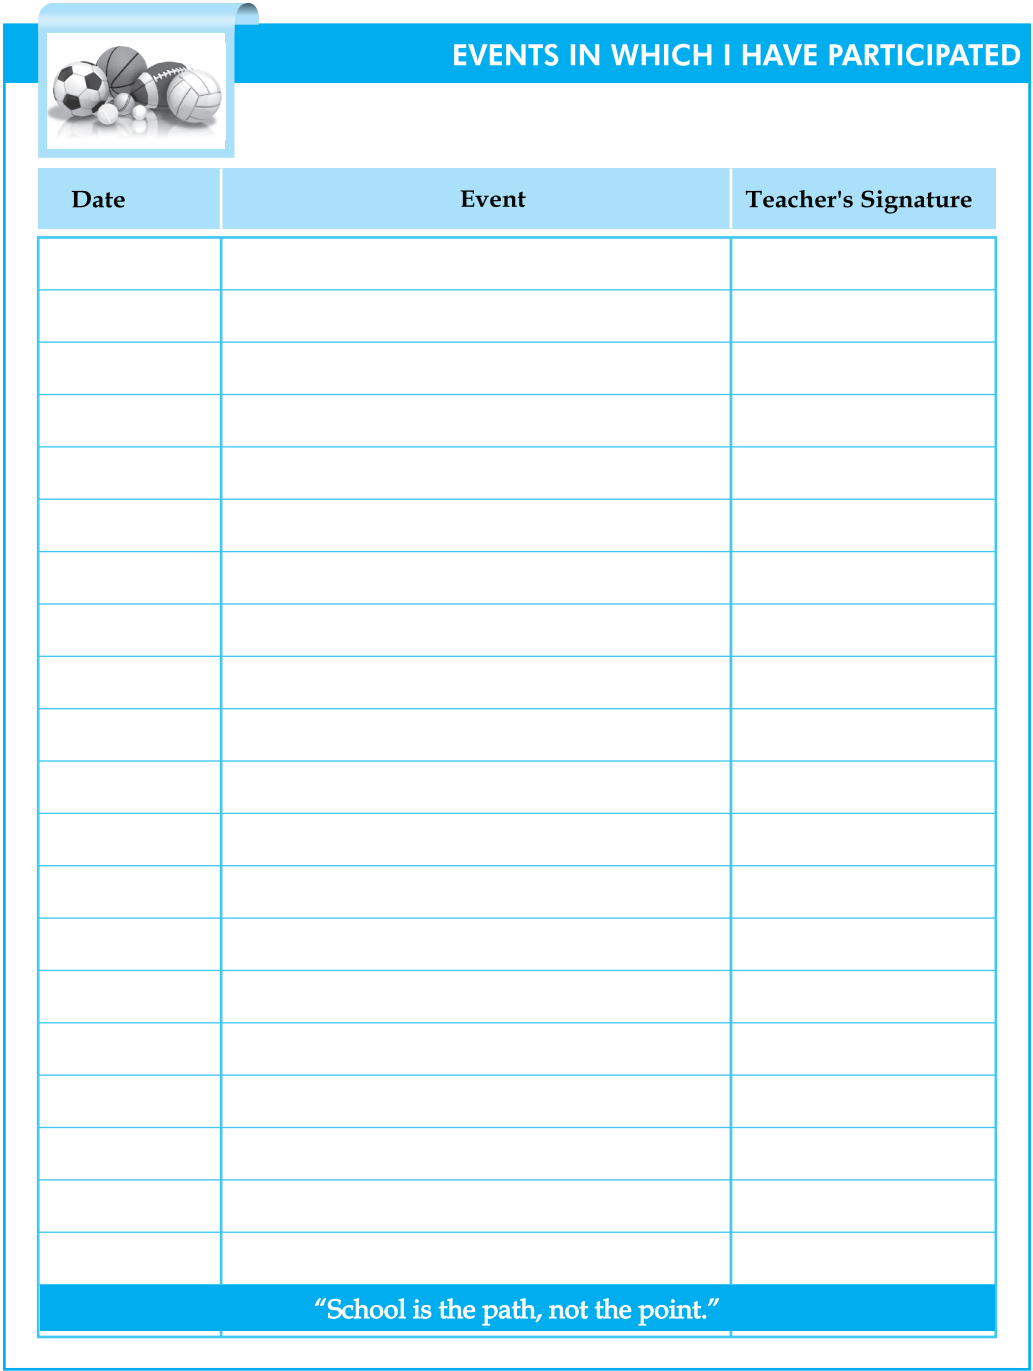 EVENTS IN WHICH I HAVE PARTICIPATED
Date Event Teacher's Signature
“School is the path, not the point.”